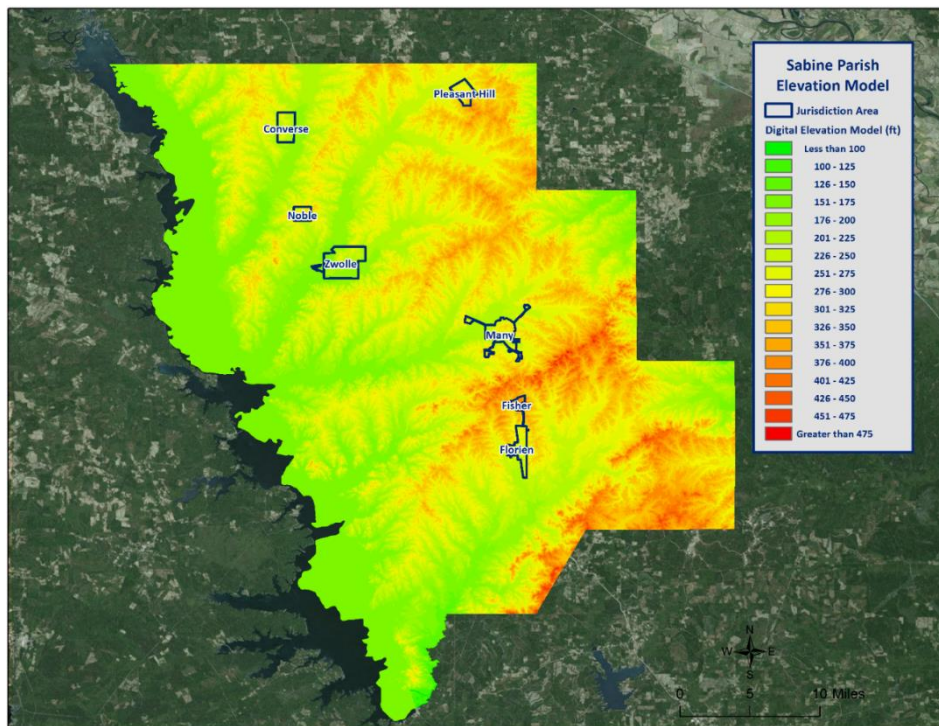 Sabine Parish
Elevation Model
Jurisdiction Area
Digital Elevation Model (ft)
Less than 100
100 - 125
126 - 150
151 - 175
176 - 200
201 - 225
226 - 250
251 - 275
276 - 300
301 - 325
326 - 350
351 - 375
376 - 400
401 - 425
426 - 450
451 - 475
Greater than 475
Pleasant Hill
Converse
Noble
Zwolle
Many
Fisher
Florien
N
W E
S
0 5 10 Miles